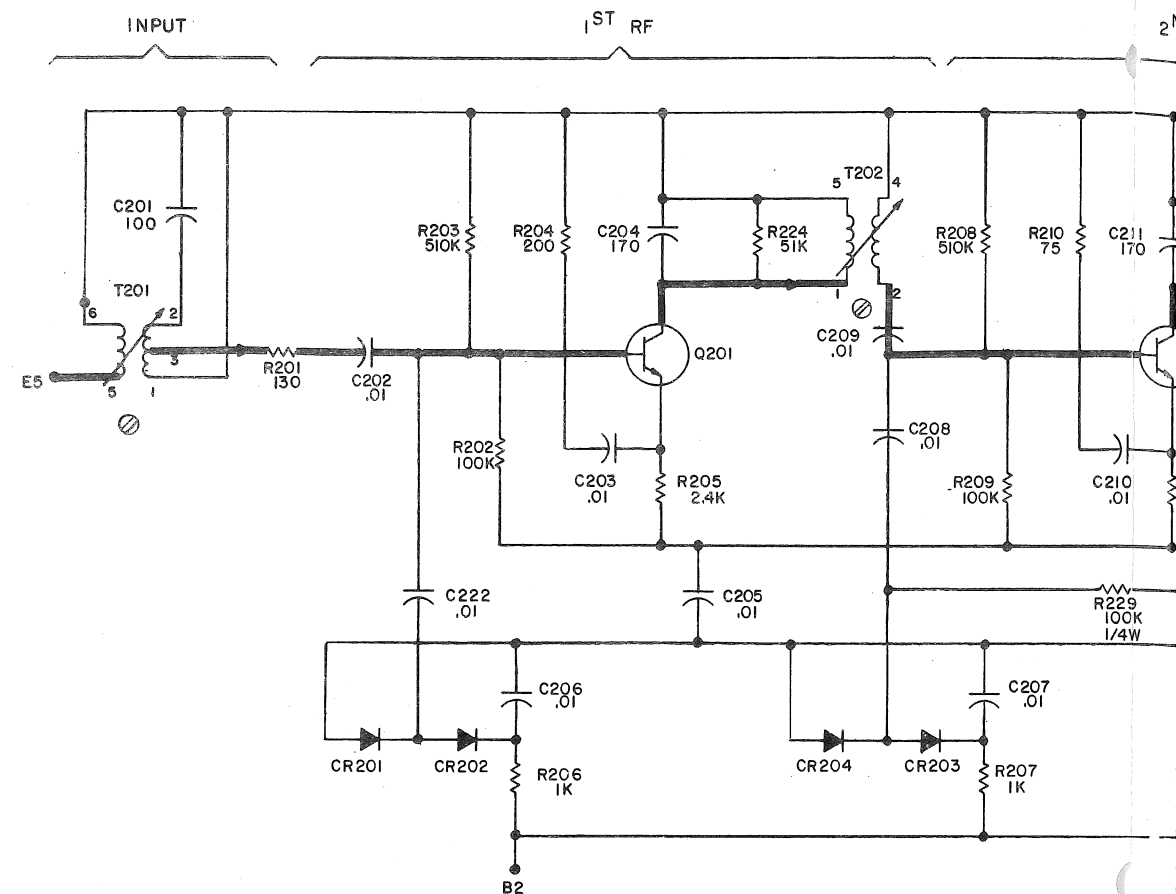 INPUT
1ST RF
2N
C201
100
T201
6
2
3
E5
5
1
R201
130
C202
.01
R203
510K
R204
200
C204
170
R224
51K
5
T202
4
1
2
Q201
C209
.01
R208
510K
R210
75
C211
170
R202
100K
C203
.01
R205
2.4K
C208
.01
R209
100K
C210
.01
C222
.01
C205
.01
R229
100K
1/4W
C206
.01
C207
.01
CR201
CR202
R206
1K
CR204
CR203
R207
1K
B2